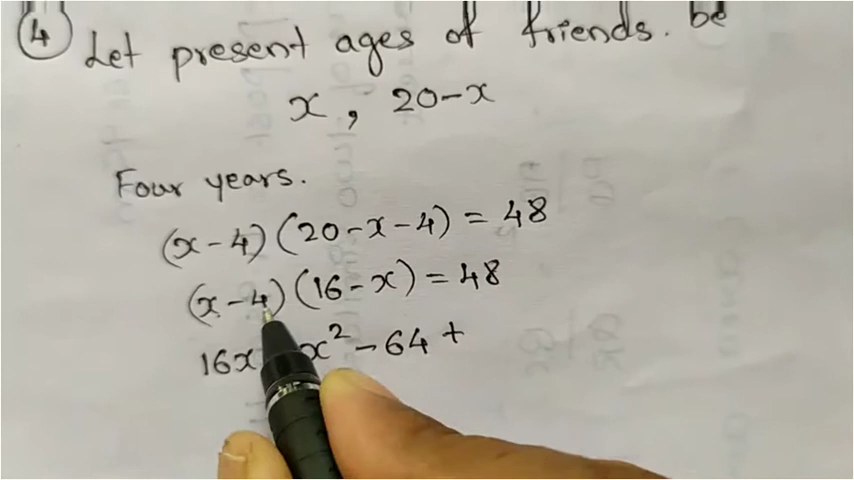 ④ Let present ages of friends. be
x, 20-x
Four years.
(x-4)(20-x-4) = 48
(x-4)(16-x) = 48
16x x² - 64 +